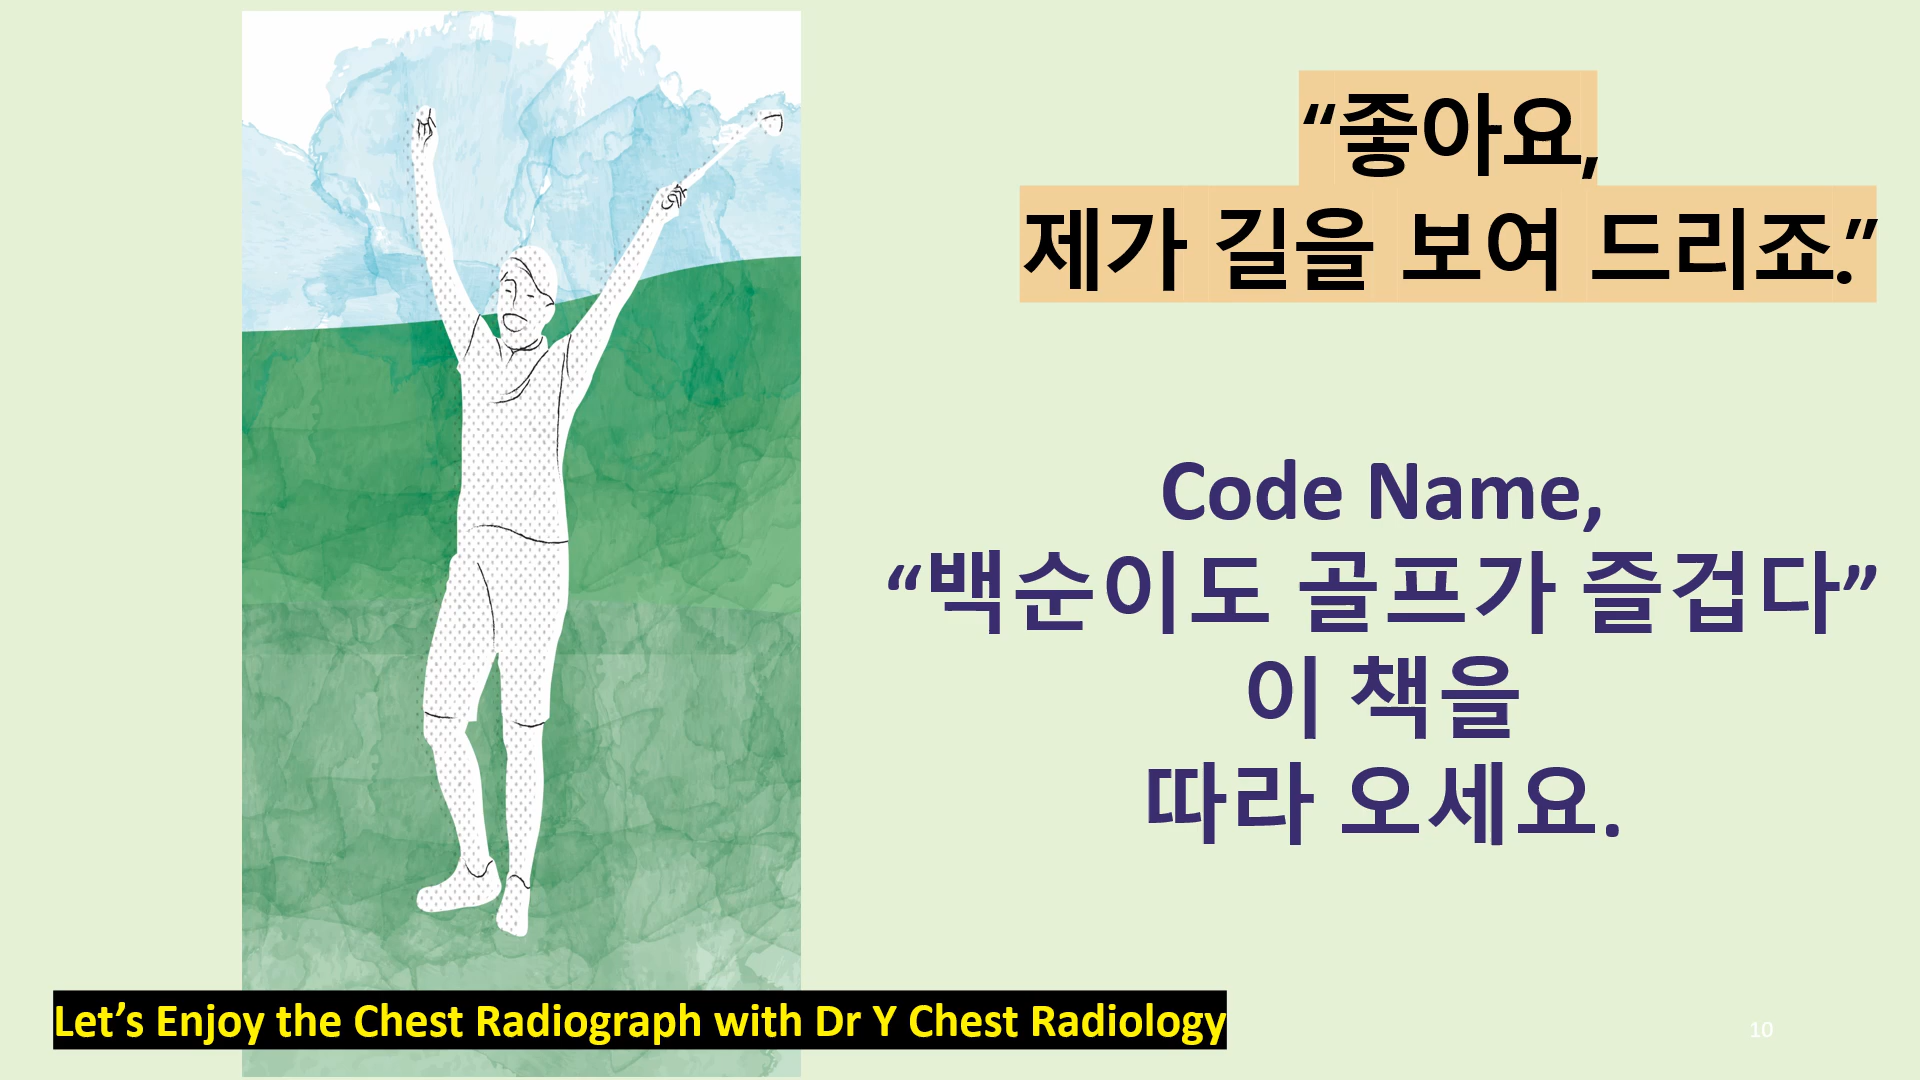 “좋아요,
제가 길을 보여 드리죠.”
Code Name,
“백순이도 골프가 즐겁다”
이 책을
따라 오세요.
Let’s Enjoy the Chest Radiograph with Dr Y Chest Radiology
10